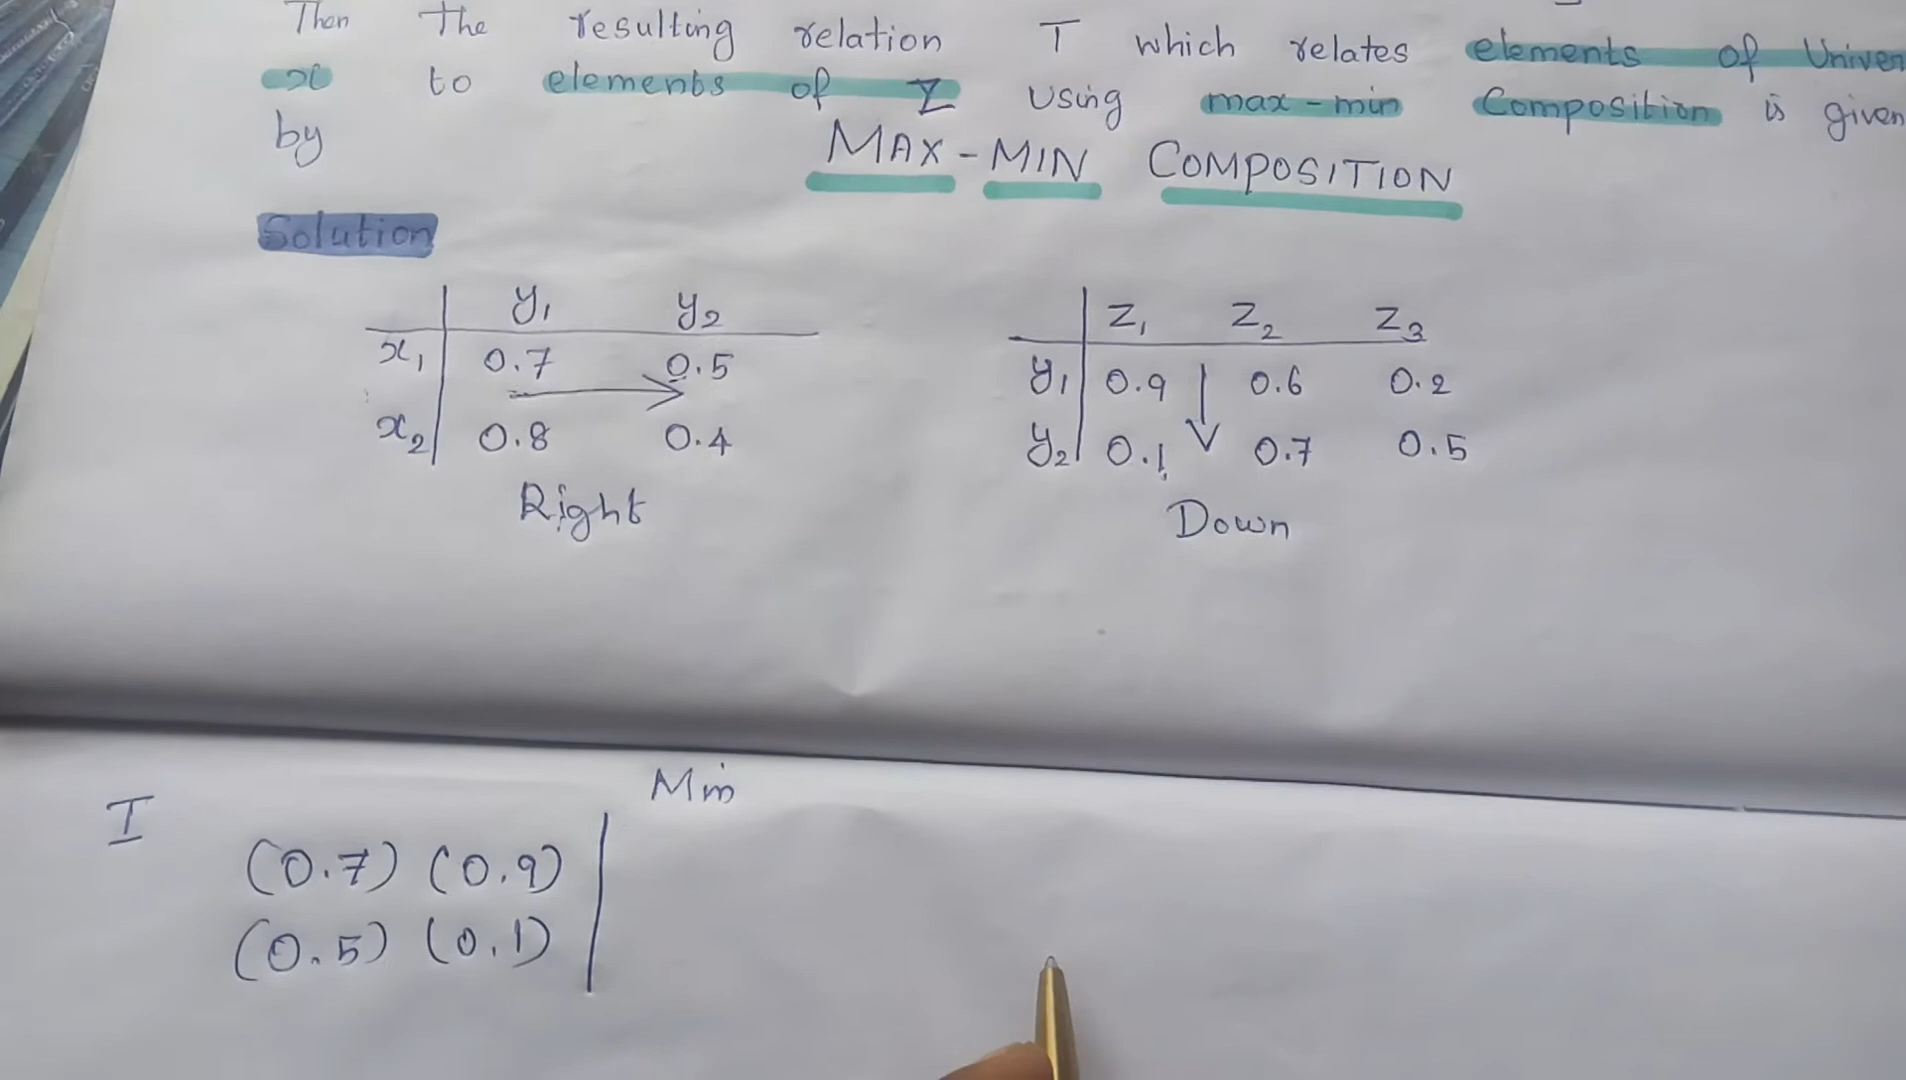 Then the resulting relation T which relates elements of Univer
x to elements of Z Using max-min Composition is given
by
MAX-MIN COMPOSITION
Solution
y1 y2
x1 0.7 0.5
x2 0.8 0.4
Right
z1 z2 z3
y1 0.9 0.6 0.2
y2 0.1 0.7 0.5
Down
I
Min
(0.7) (0.9)
(0.5) (0.1)